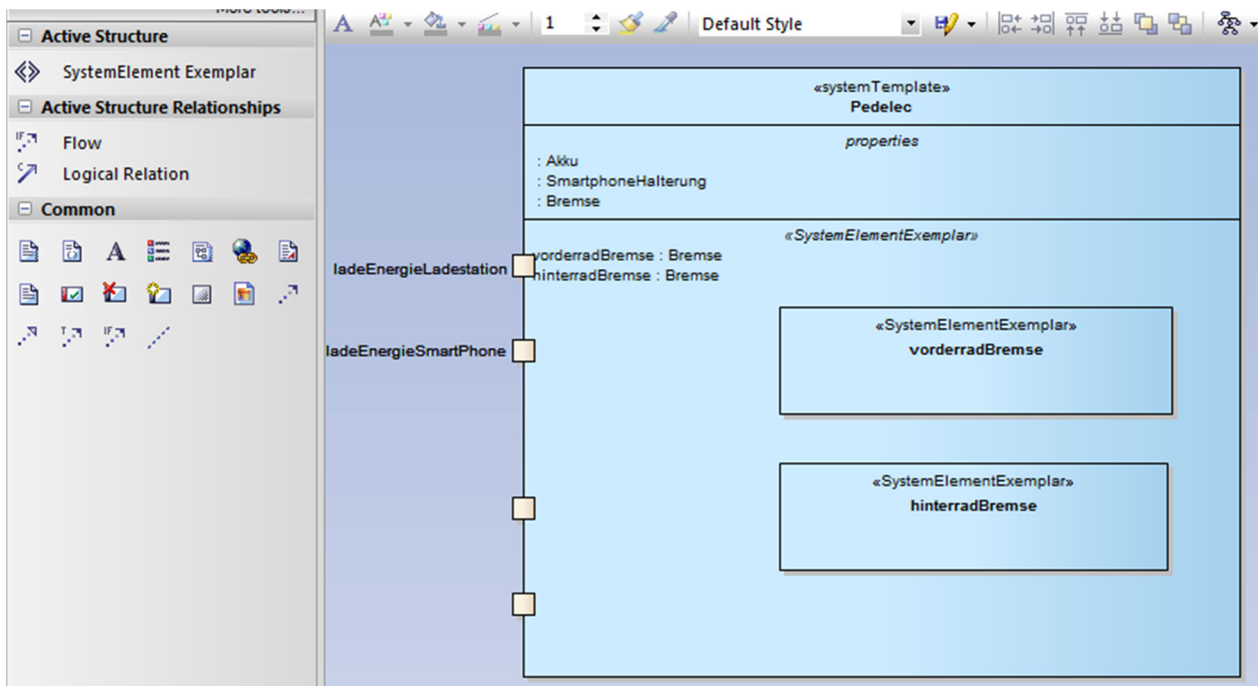 More tools...
Active Structure
SystemElement Exemplar
Active Structure Relationships
Flow
Logical Relation
Common
1
Default Style
«systemTemplate»
Pedelec
properties
: Akku
: SmartphoneHalterung
: Bremse
«SystemElementExemplar»
vorderradBremse : Bremse
hinterradBremse : Bremse
ladeEnergieLadestation
«SystemElementExemplar»
vorderradBremse
ladeEnergieSmartPhone
«SystemElementExemplar»
hinterradBremse